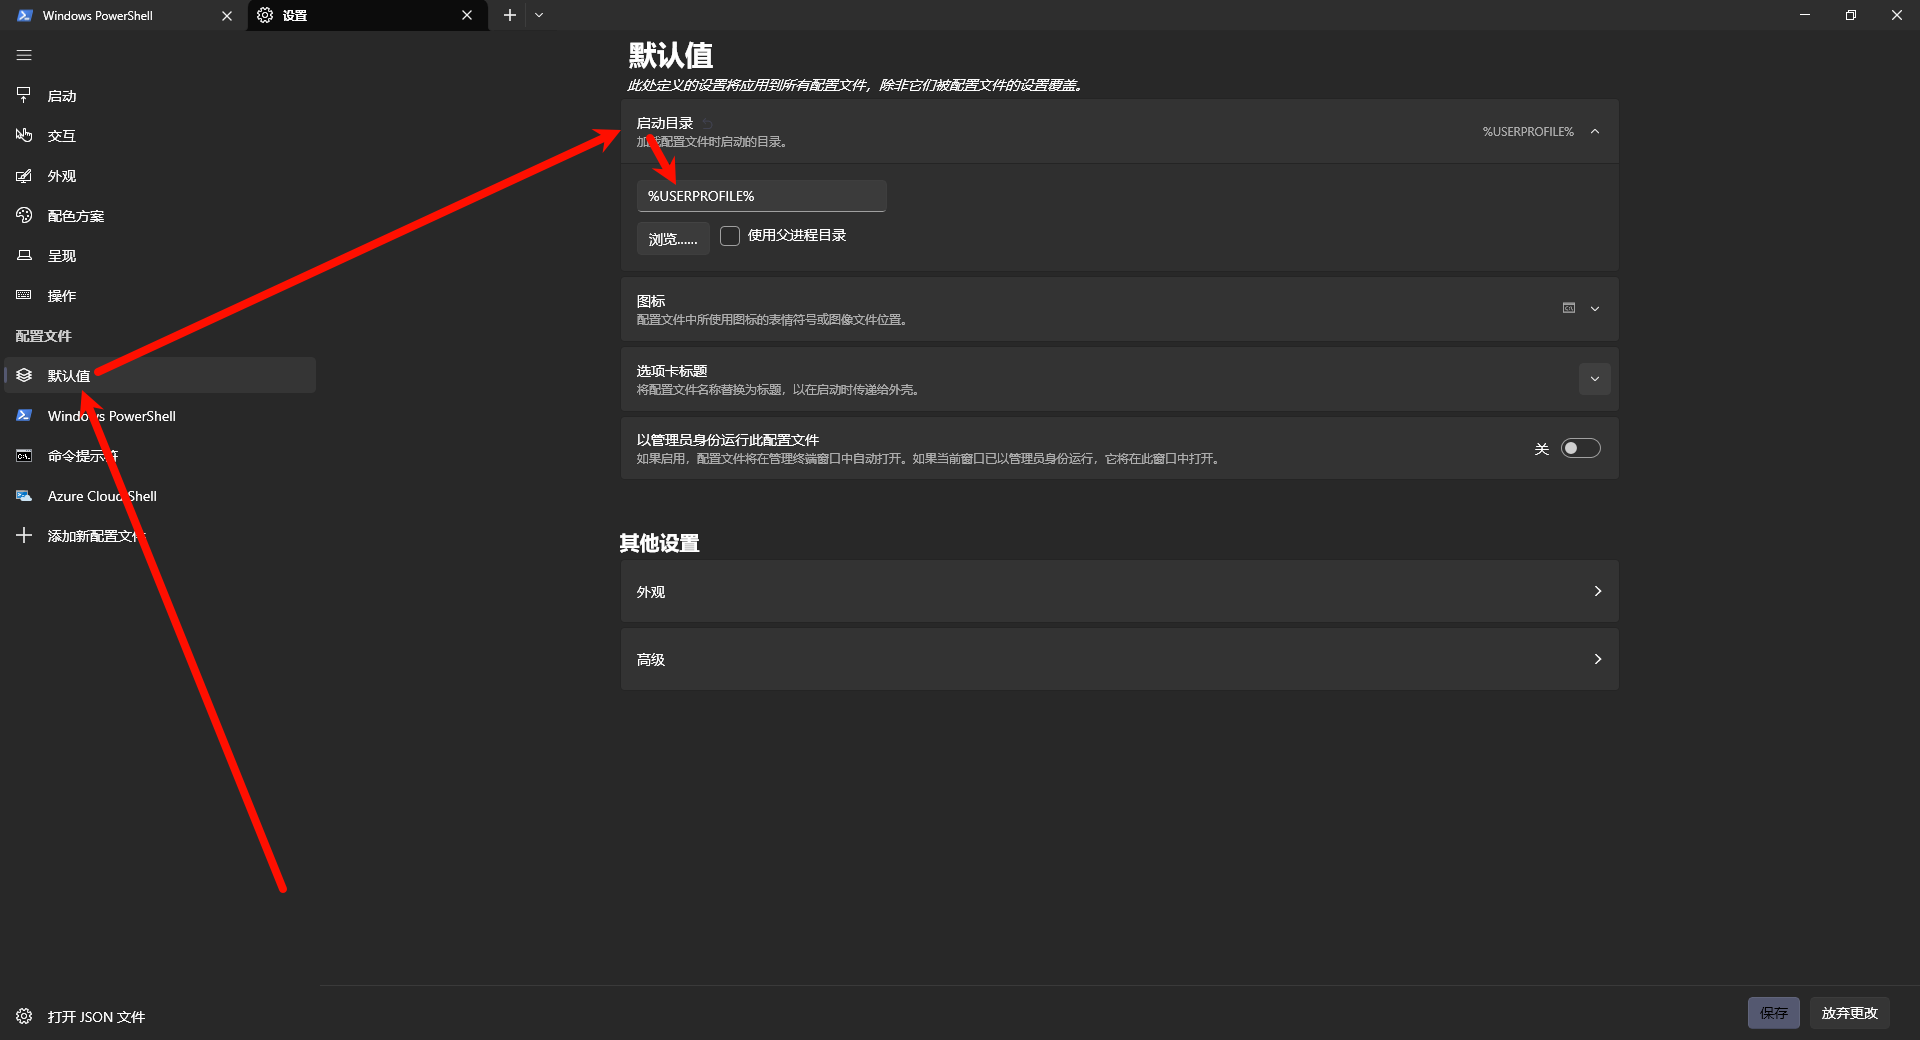 Windows PowerShell
设置
启动
交互
外观
配色方案
呈现
操作
配置文件
默认值
Windows PowerShell
命令提示符
Azure Cloud Shell
添加新配置文件
打开 JSON 文件
默认值
此处定义的设置将应用到所有配置文件，除非它们被配置文件的设置覆盖。
启动目录
加载配置文件时启动的目录。
%USERPROFILE%
%USERPROFILE%
浏览......
使用父进程目录
图标
配置文件中所使用图标的表情符号或图像文件位置。
选项卡标题
将配置文件名称替换为标题，以在启动时传递给外壳。
以管理员身份运行此配置文件
如果启用，配置文件将在管理终端窗口中自动打开。如果当前窗口已以管理员身份运行，它将在此窗口中打开。
关
其他设置
外观
高级
保存
放弃更改